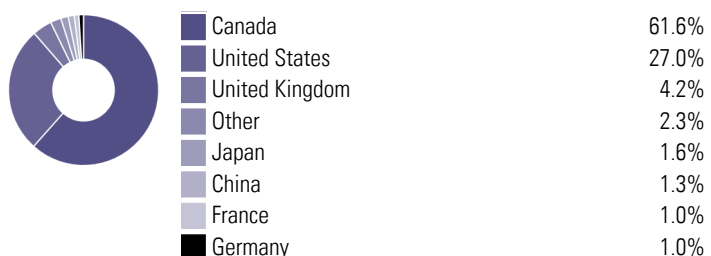 Canada 61.6%
United States 27.0%
United Kingdom 4.2%
Other 2.3%
Japan 1.6%
China 1.3%
France 1.0%
Germany 1.0%